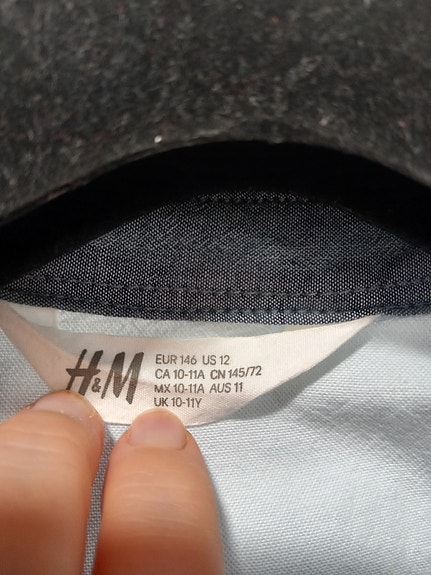 H&M
EUR 146 US 12
CA 10-11A CN 145/72
MX 10-11A AUS 11
UK 10-11Y